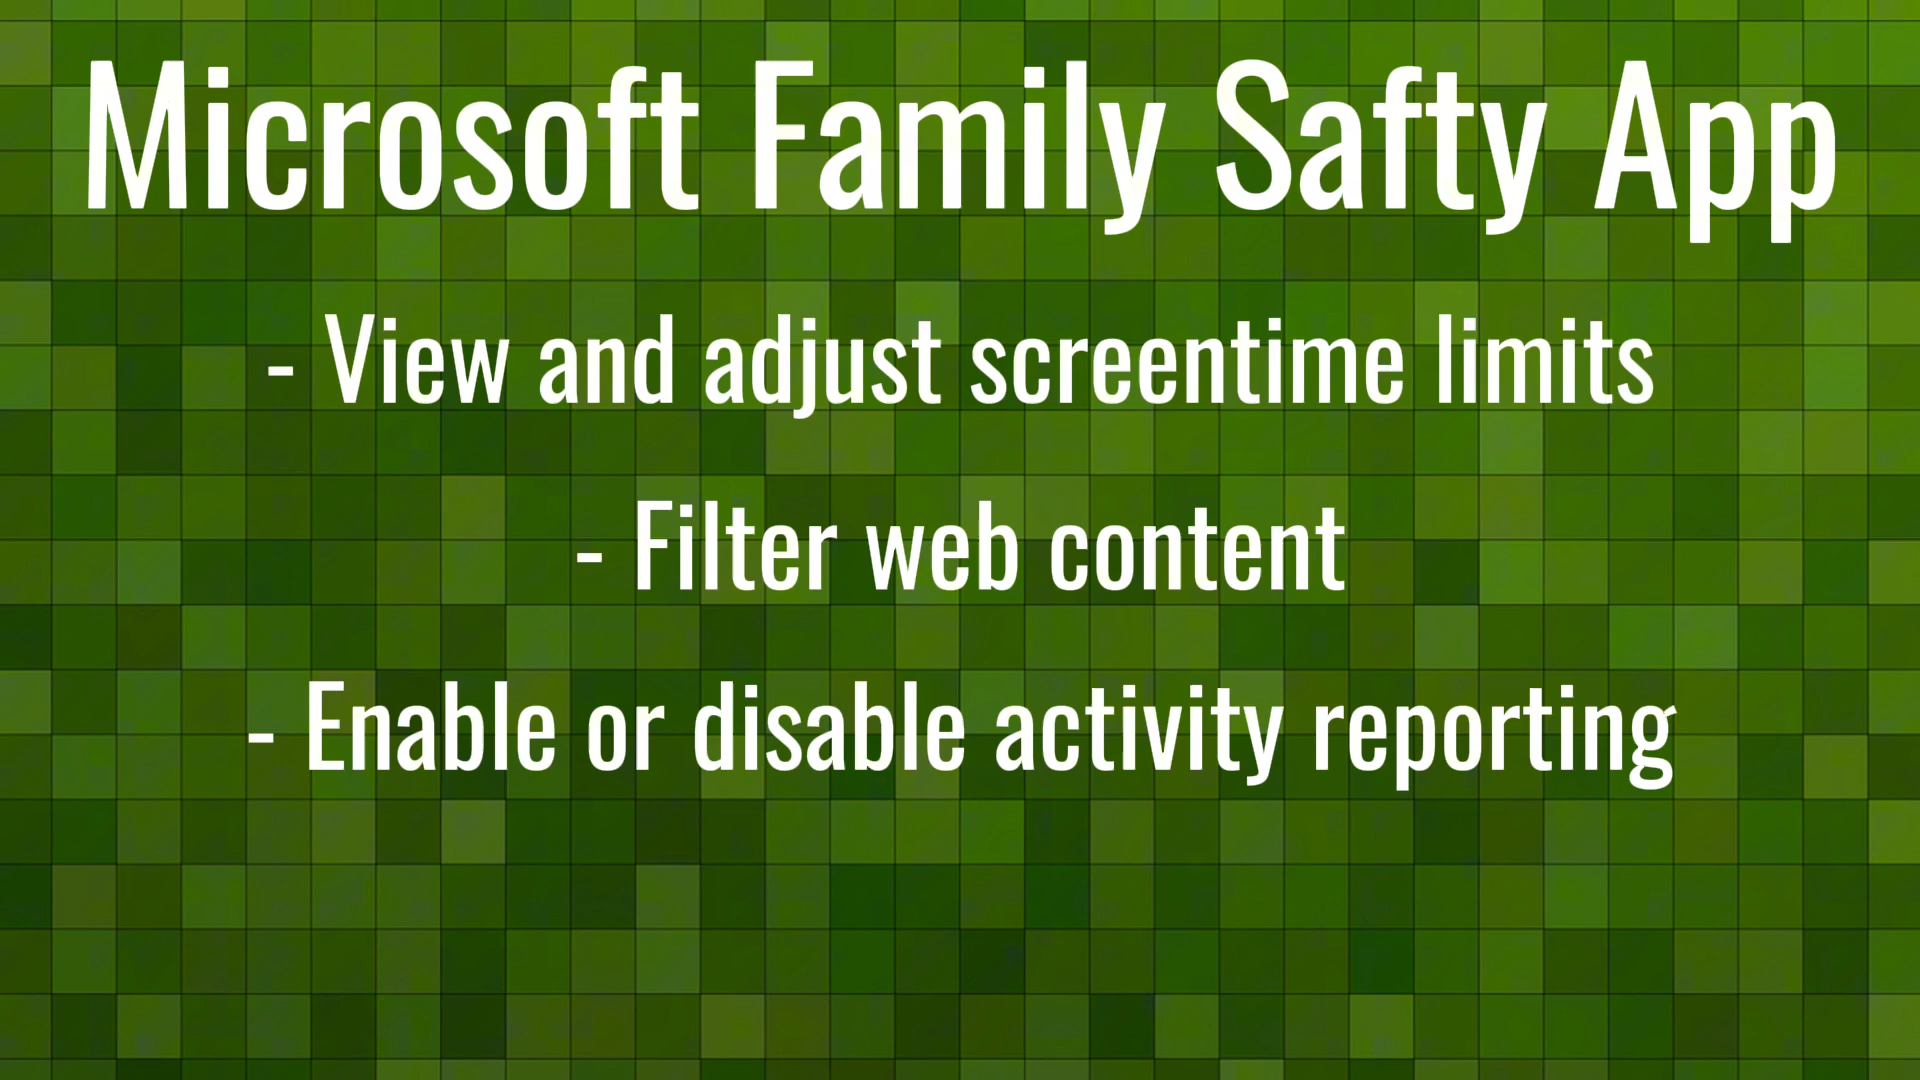 Microsoft Family Safty App
- View and adjust screentime limits
- Filter web content
- Enable or disable activity reporting